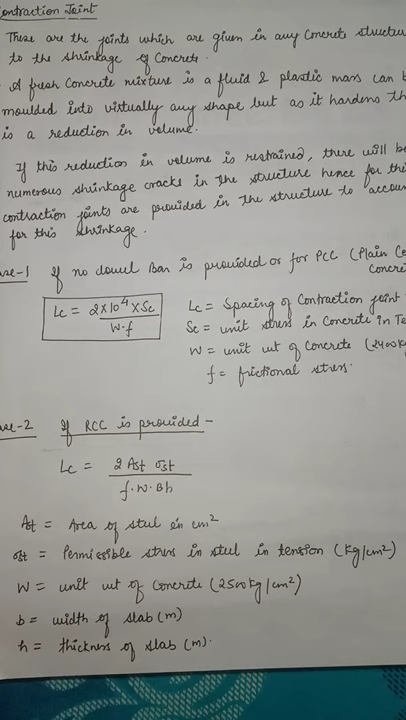 ontraction Joint
These are the joints which are given in any concrete structu
to the shrinkage of concrete.
A fresh concrete mixture is a fluid & plastic mass can b
moulded into virtually any shape but as it hardens th
is a reduction in volume.
If this reduction in volume is restrained, there will be
numerous shrinkage cracks in the structure hence for thi
contraction joints are provided in the structure to accoun
for this shrinkage.
ase-1 If no dowel Bar is provided or for PCC (Plain Ce
Concre
Lc = 2×10⁴×Sc / W·f
Lc = Spacing of Contraction joint
Sc = unit stress in Concrete in Te
W = unit wt of Concrete (2400k
f = frictional stress.
ase-2 If RCC is provided -
Lc = 2 Ast σst / f·W·Bh
Ast = Area of steel in cm²
σst = Permissible stress in steel in tension (kg/cm²)
W = unit wt of concrete (2500kg/cm²)
b = width of slab (m)
h = thickness of slab (m).